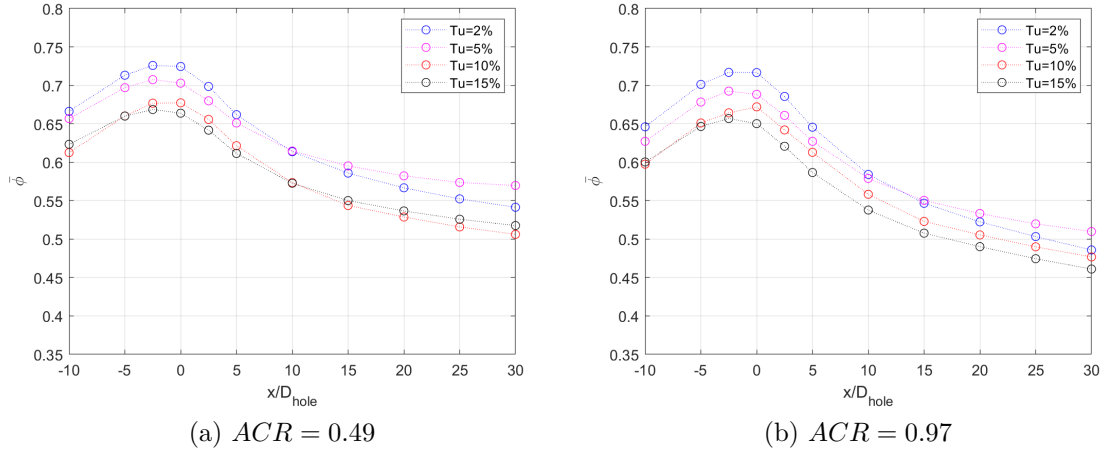 0.8
0.75
0.7
0.65
0.6
0.55
0.5
0.45
0.4
0.35
ϕ̄
-10 -5 0 5 10 15 20 25 30
x/D_hole
Tu=2%
Tu=5%
Tu=10%
Tu=15%
(a) ACR = 0.49
0.8
0.75
0.7
0.65
0.6
0.55
0.5
0.45
0.4
0.35
ϕ̄
-10 -5 0 5 10 15 20 25 30
x/D_hole
Tu=2%
Tu=5%
Tu=10%
Tu=15%
(b) ACR = 0.97